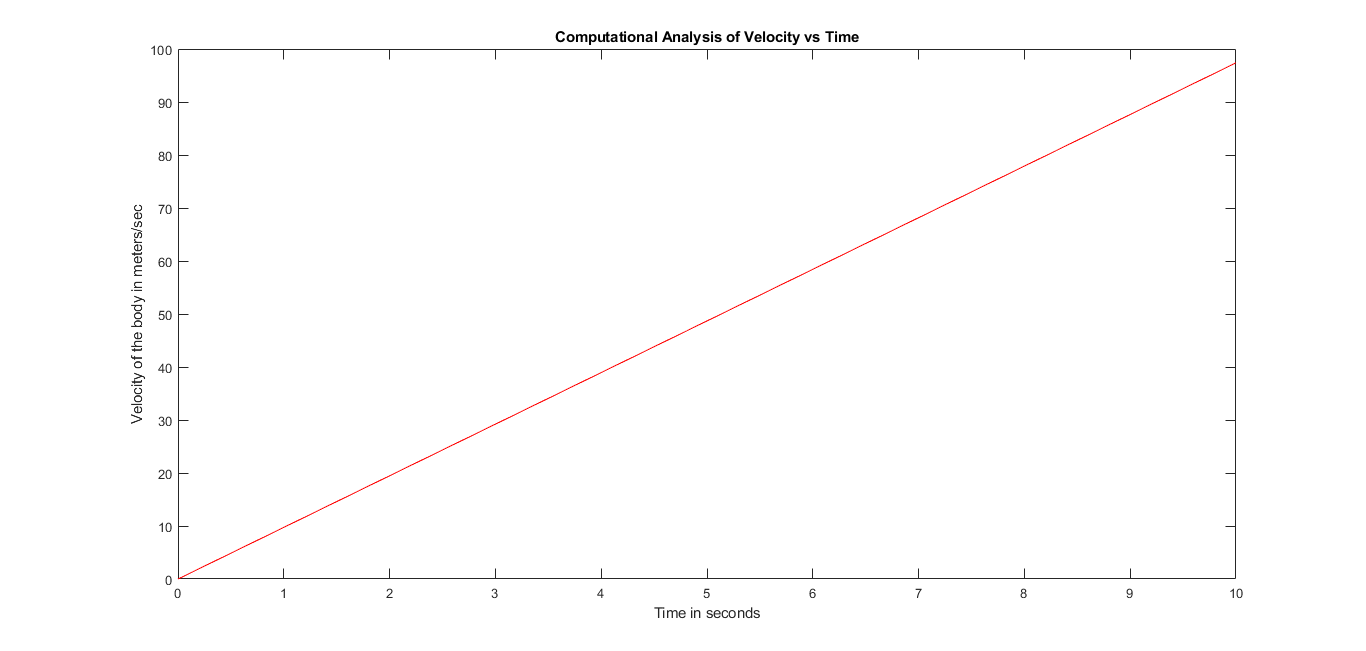 Computational Analysis of Velocity vs Time
100
90
80
70
60
50
40
30
20
10
0
Velocity of the body in meters/sec
0 1 2 3 4 5 6 7 8 9 10
Time in seconds